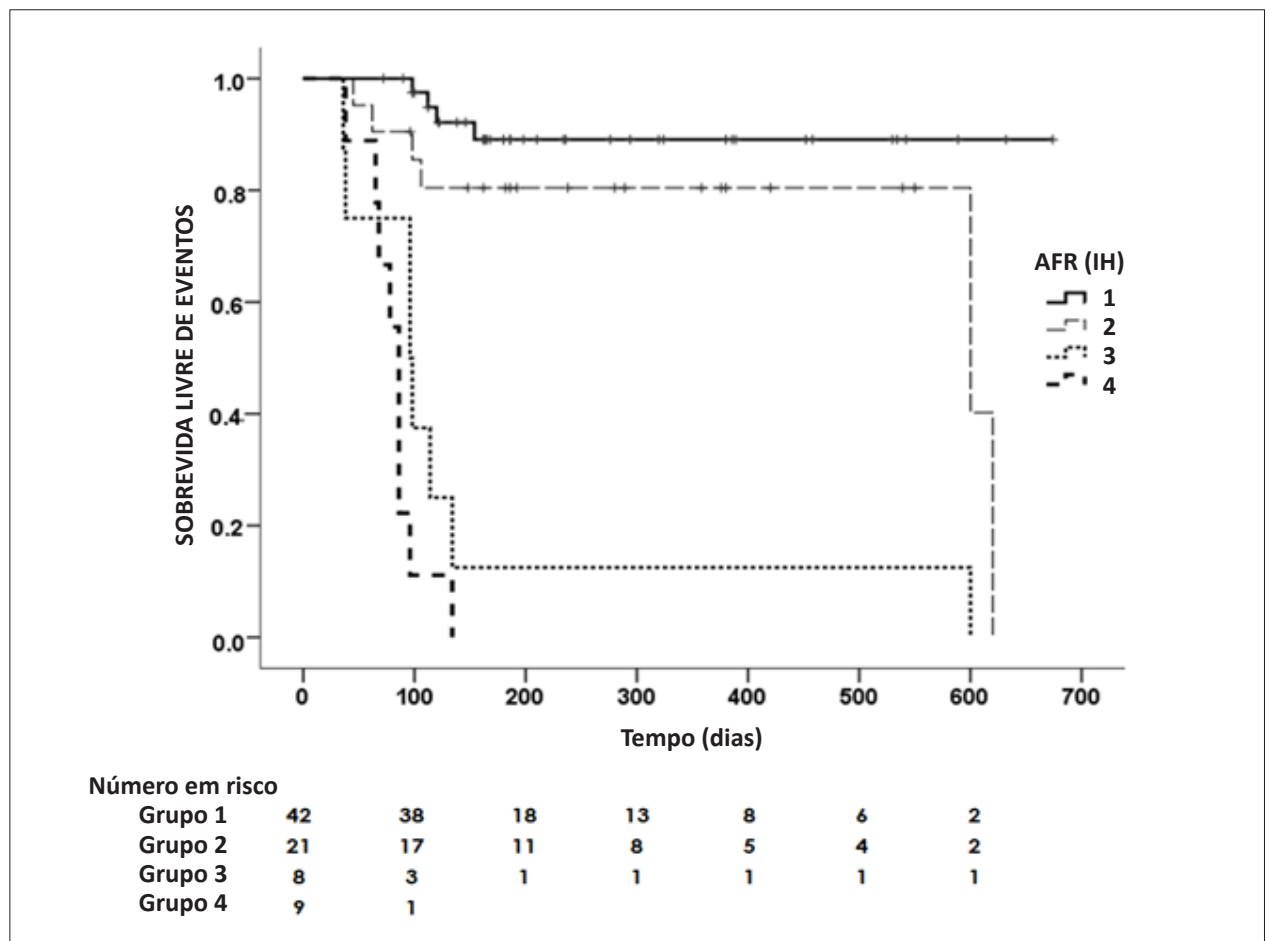 SOBREVIDA LIVRE DE EVENTOS
1.0
0.8
0.6
0.4
0.2
0.0
AFR (IH)
1
2
3
4
0 100 200 300 400 500 600 700
Tempo (dias)
Número em risco
Grupo 1 42 38 18 13 8 6 2
Grupo 2 21 17 11 8 5 4 2
Grupo 3 8 3 1 1 1 1 1
Grupo 4 9 1